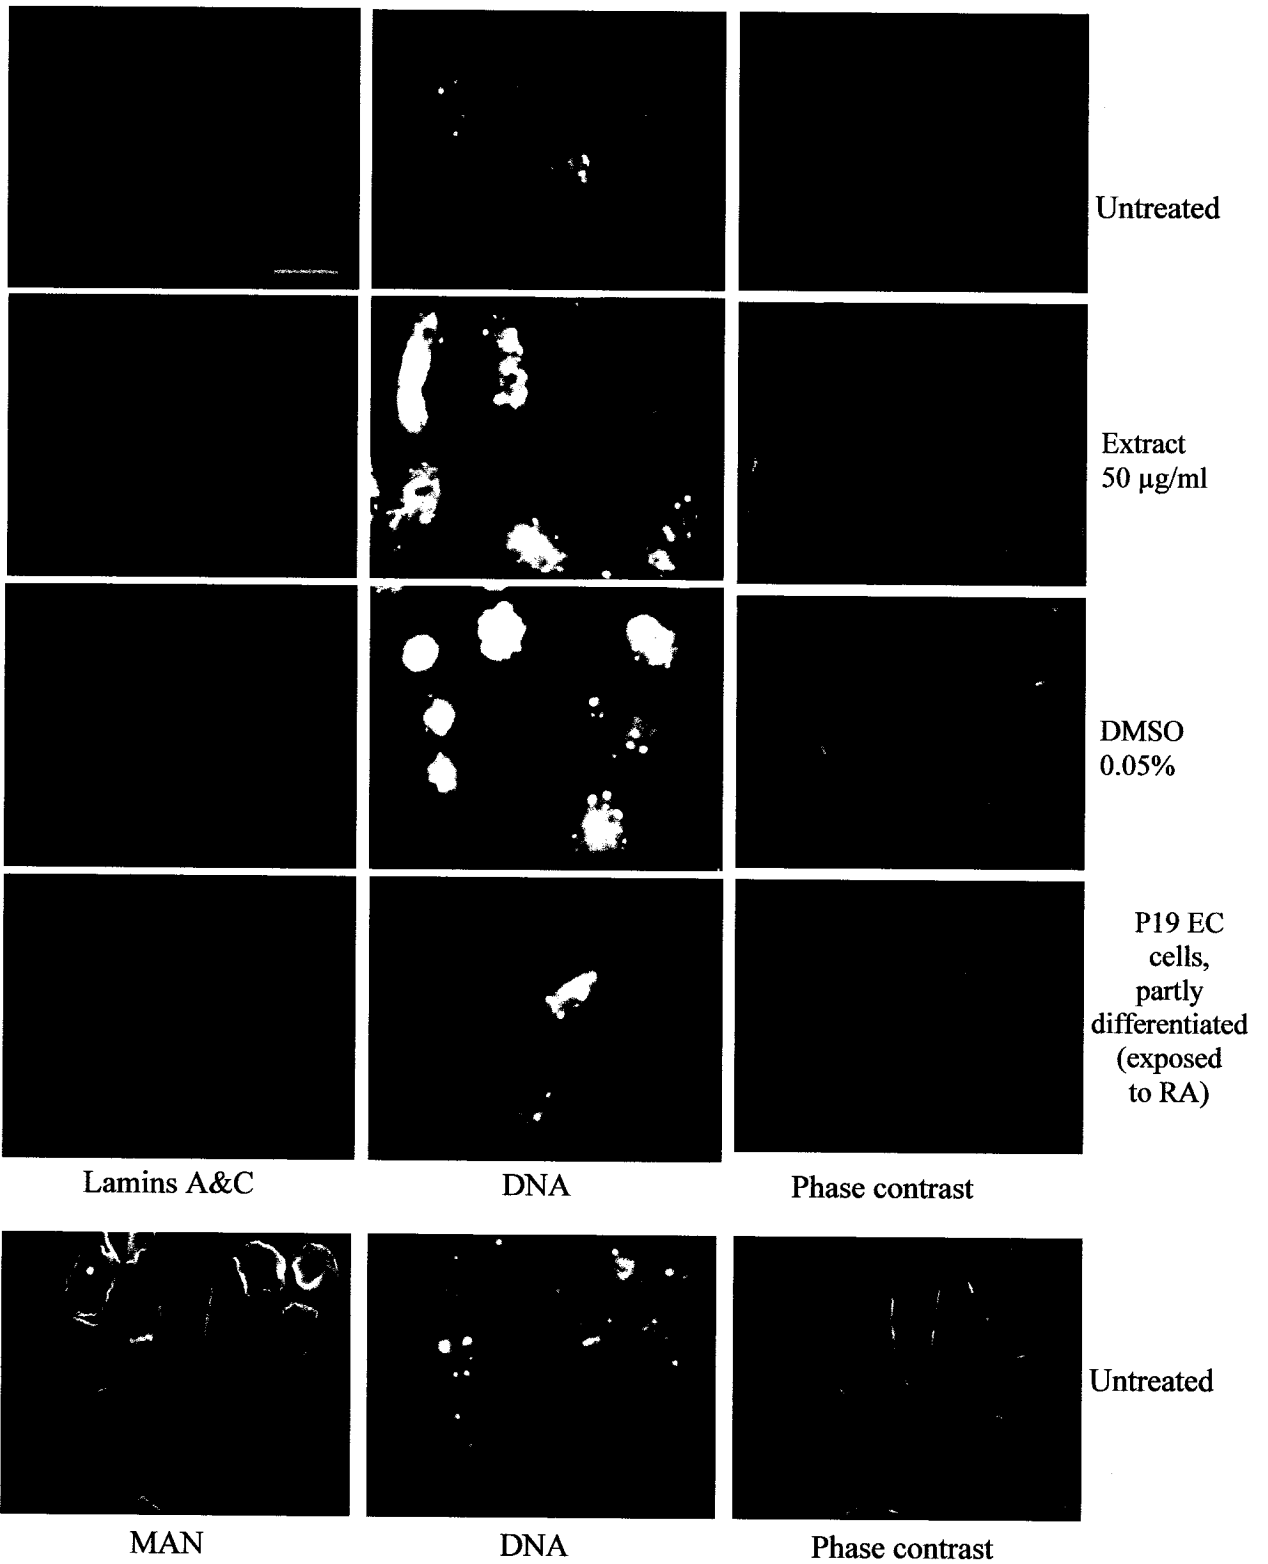 Untreated
Extract
50 µg/ml
DMSO
0.05%
P19 EC
cells,
partly
differentiated
(exposed
to RA)
Lamins A&C
DNA
Phase contrast
Untreated
MAN
DNA
Phase contrast